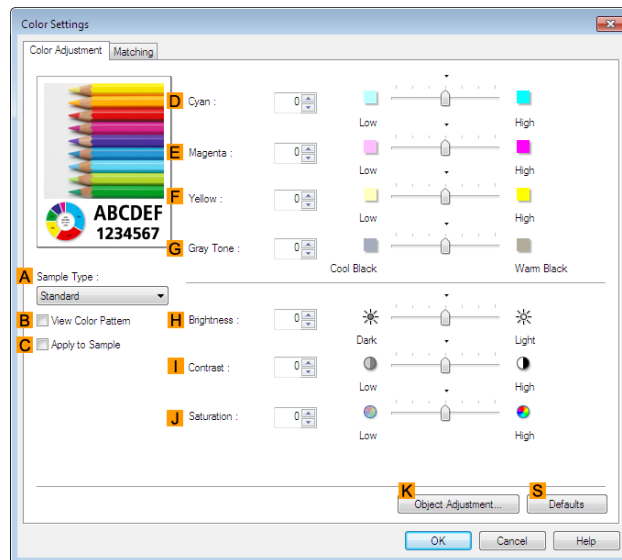 Color Settings
Color Adjustment Matching
D Cyan : 0
Low High
E Magenta : 0
Low High
F Yellow : 0
Low High
ABCDEF
1234567
G Gray Tone : 0
Cool Black Warm Black
A Sample Type :
Standard
B View Color Pattern
C Apply to Sample
H Brightness : 0
Dark Light
I Contrast : 0
Low High
J Saturation : 0
Low High
K Object Adjustment...
S Defaults
OK Cancel Help